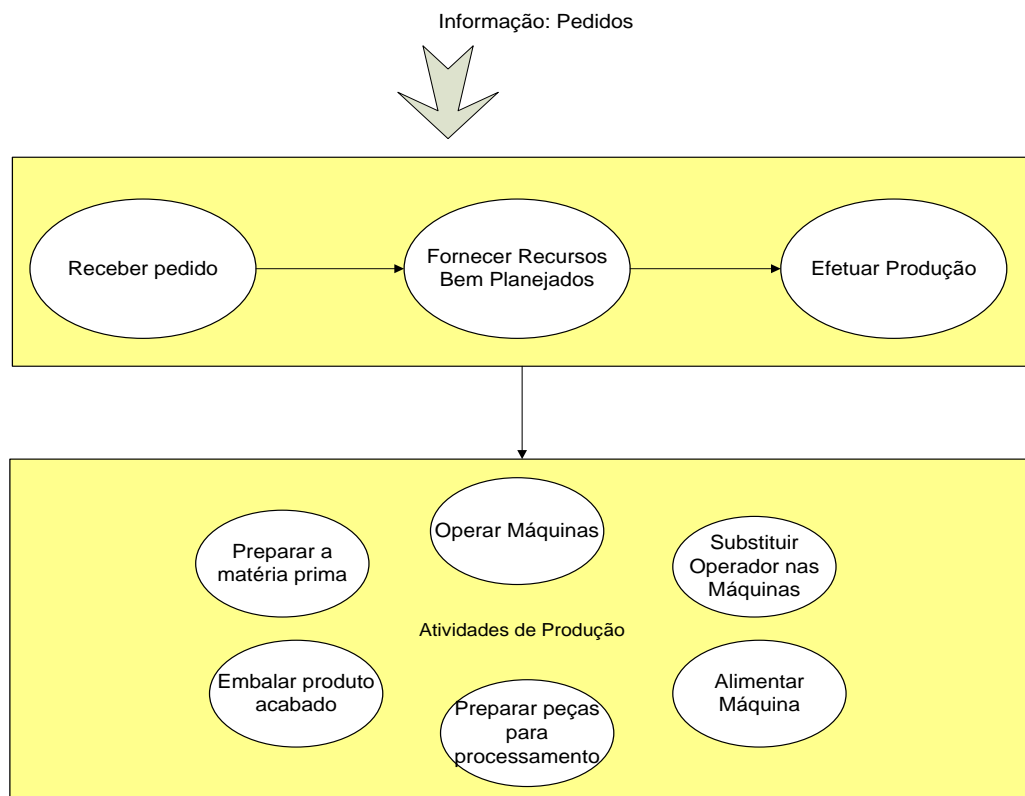 Informação: Pedidos
Receber pedido
Fornecer Recursos
Bem Planejados
Efetuar Produção
Operar Máquinas
Preparar a
matéria prima
Substituir
Operador nas
Máquinas
Atividades de Produção
Embalar produto
acabado
Preparar peças
para
processamento
Alimentar
Máquina